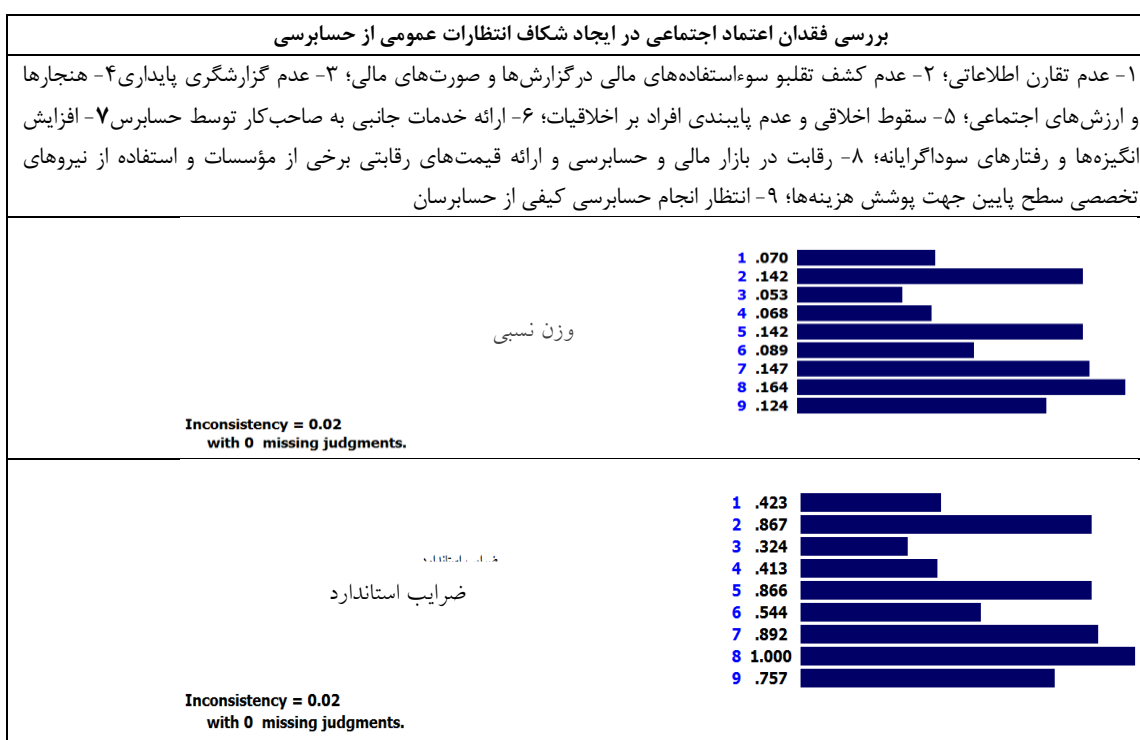 بررسی فقدان اعتماد اجتماعی در ایجاد شکاف انتظارات عمومی از حسابرسی
۱- عدم تقارن اطلاعاتی؛ ۲- عدم کشف تقلبو سوءاستفاده‌های مالی درگزارش‌ها و صورت‌های مالی؛ ۳- عدم گزارشگری پایداری۴- هنجارها
و ارزش‌های اجتماعی؛ ۵- سقوط اخلاقی و عدم پایبندی افراد بر اخلاقیات؛ ۶- ارائه خدمات جانبی به صاحب‌کار توسط حسابرس۷- افزایش
انگیزه‌ها و رفتارهای سوداگرایانه؛ ۸- رقابت در بازار مالی و حسابرسی و ارائه قیمت‌های رقابتی برخی از مؤسسات و استفاده از نیروهای
تخصصی سطح پایین جهت پوشش هزینه‌ها؛ ۹- انتظار انجام حسابرسی کیفی از حسابرسان
1 .070
2 .142
3 .053
4 .068
5 .142
6 .089
7 .147
8 .164
9 .124
وزن نسبی
Inconsistency = 0.02
with 0 missing judgments.
1 .423
2 .867
3 .324
4 .413
5 .866
6 .544
7 .892
8 1.000
9 .757
ضرایب استاندارد
Inconsistency = 0.02
with 0 missing judgments.